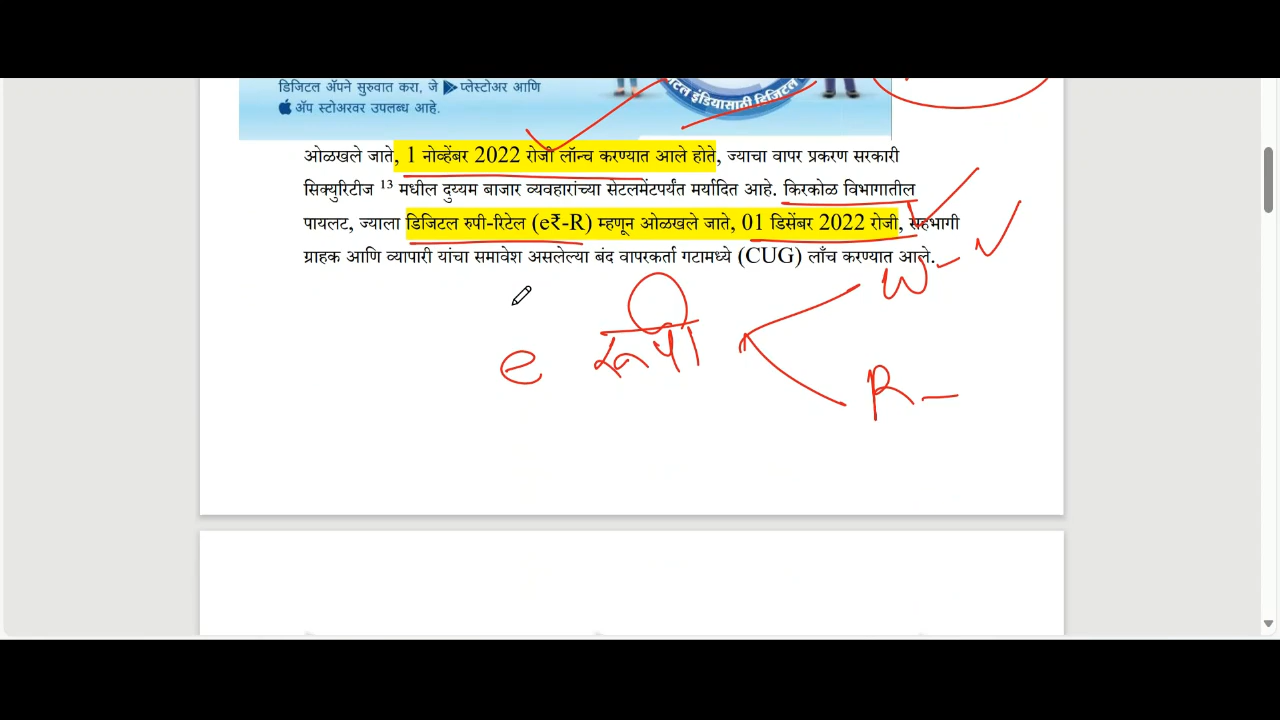 डिजिटल ॲपने सुरुवात करा, जे ▶प्लेस्टोअर आणि
ॲप स्टोअरवर उपलब्ध आहे.
टल इंडियासाठी डिजिटल
ओळखले जाते, 1 नोव्हेंबर 2022 रोजी लॉन्च करण्यात आले होते, ज्याचा वापर प्रकरण सरकारी
सिक्युरिटीज 13 मधील दुय्यम बाजार व्यवहारांच्या सेटलमेंटपर्यंत मर्यादित आहे. किरकोळ विभागातील
पायलट, ज्याला डिजिटल रुपी-रिटेल (e₹-R) म्हणून ओळखले जाते, 01 डिसेंबर 2022 रोजी, सहभागी
ग्राहक आणि व्यापारी यांचा समावेश असलेल्या बंद वापरकर्ता गटामध्ये (CUG) लाँच करण्यात आले.
W -
e रूपी
R -